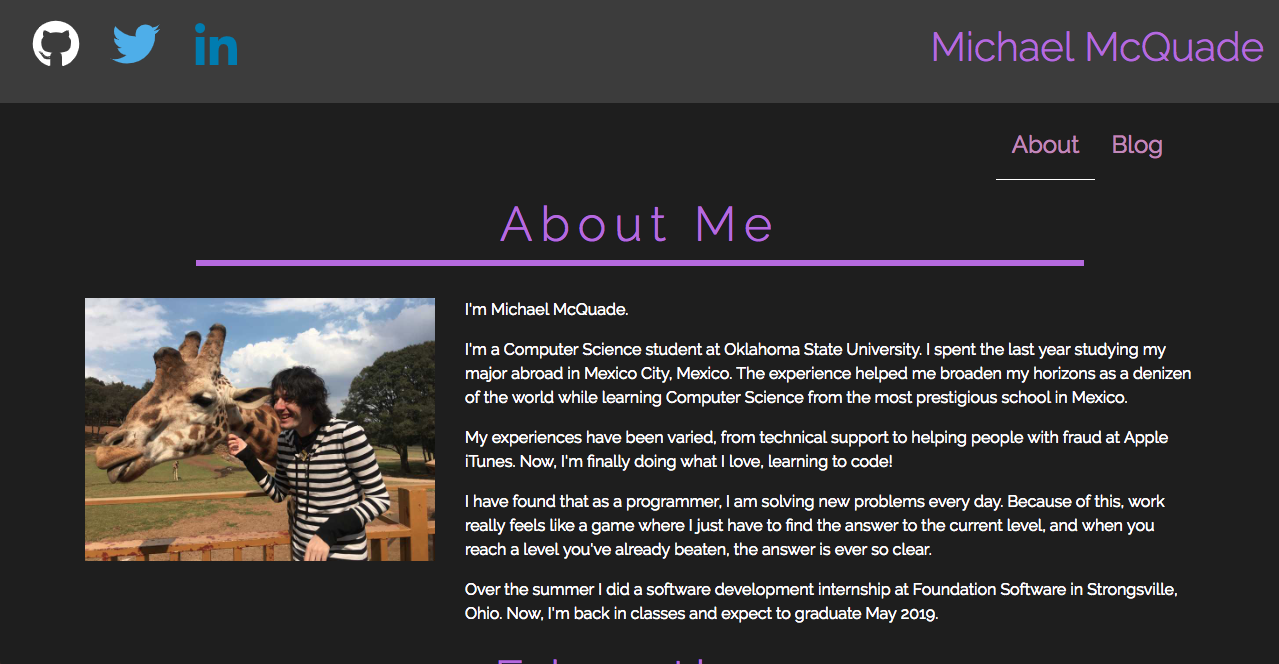 Michael McQuade
About Blog
About Me
I'm Michael McQuade.
I'm a Computer Science student at Oklahoma State University. I spent the last year studying my
major abroad in Mexico City, Mexico. The experience helped me broaden my horizons as a denizen
of the world while learning Computer Science from the most prestigious school in Mexico.
My experiences have been varied, from technical support to helping people with fraud at Apple
iTunes. Now, I'm finally doing what I love, learning to code!
I have found that as a programmer, I am solving new problems every day. Because of this, work
really feels like a game where I just have to find the answer to the current level, and when you
reach a level you've already beaten, the answer is ever so clear.
Over the summer I did a software development internship at Foundation Software in Strongsville,
Ohio. Now, I'm back in classes and expect to graduate May 2019.